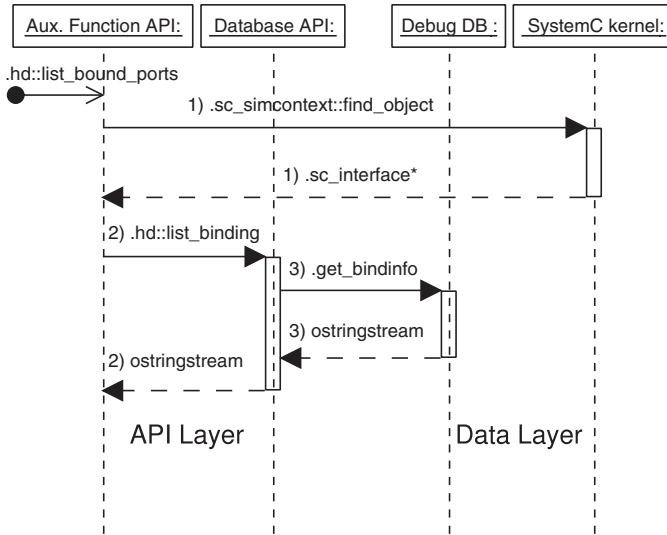 Aux. Function API:
Database API:
Debug DB :
SystemC kernel:
.hd::list_bound_ports
1) .sc_simcontext::find_object
1) .sc_interface*
2) .hd::list_binding
3) .get_bindinfo
3) ostringstream
2) ostringstream
API Layer
Data Layer